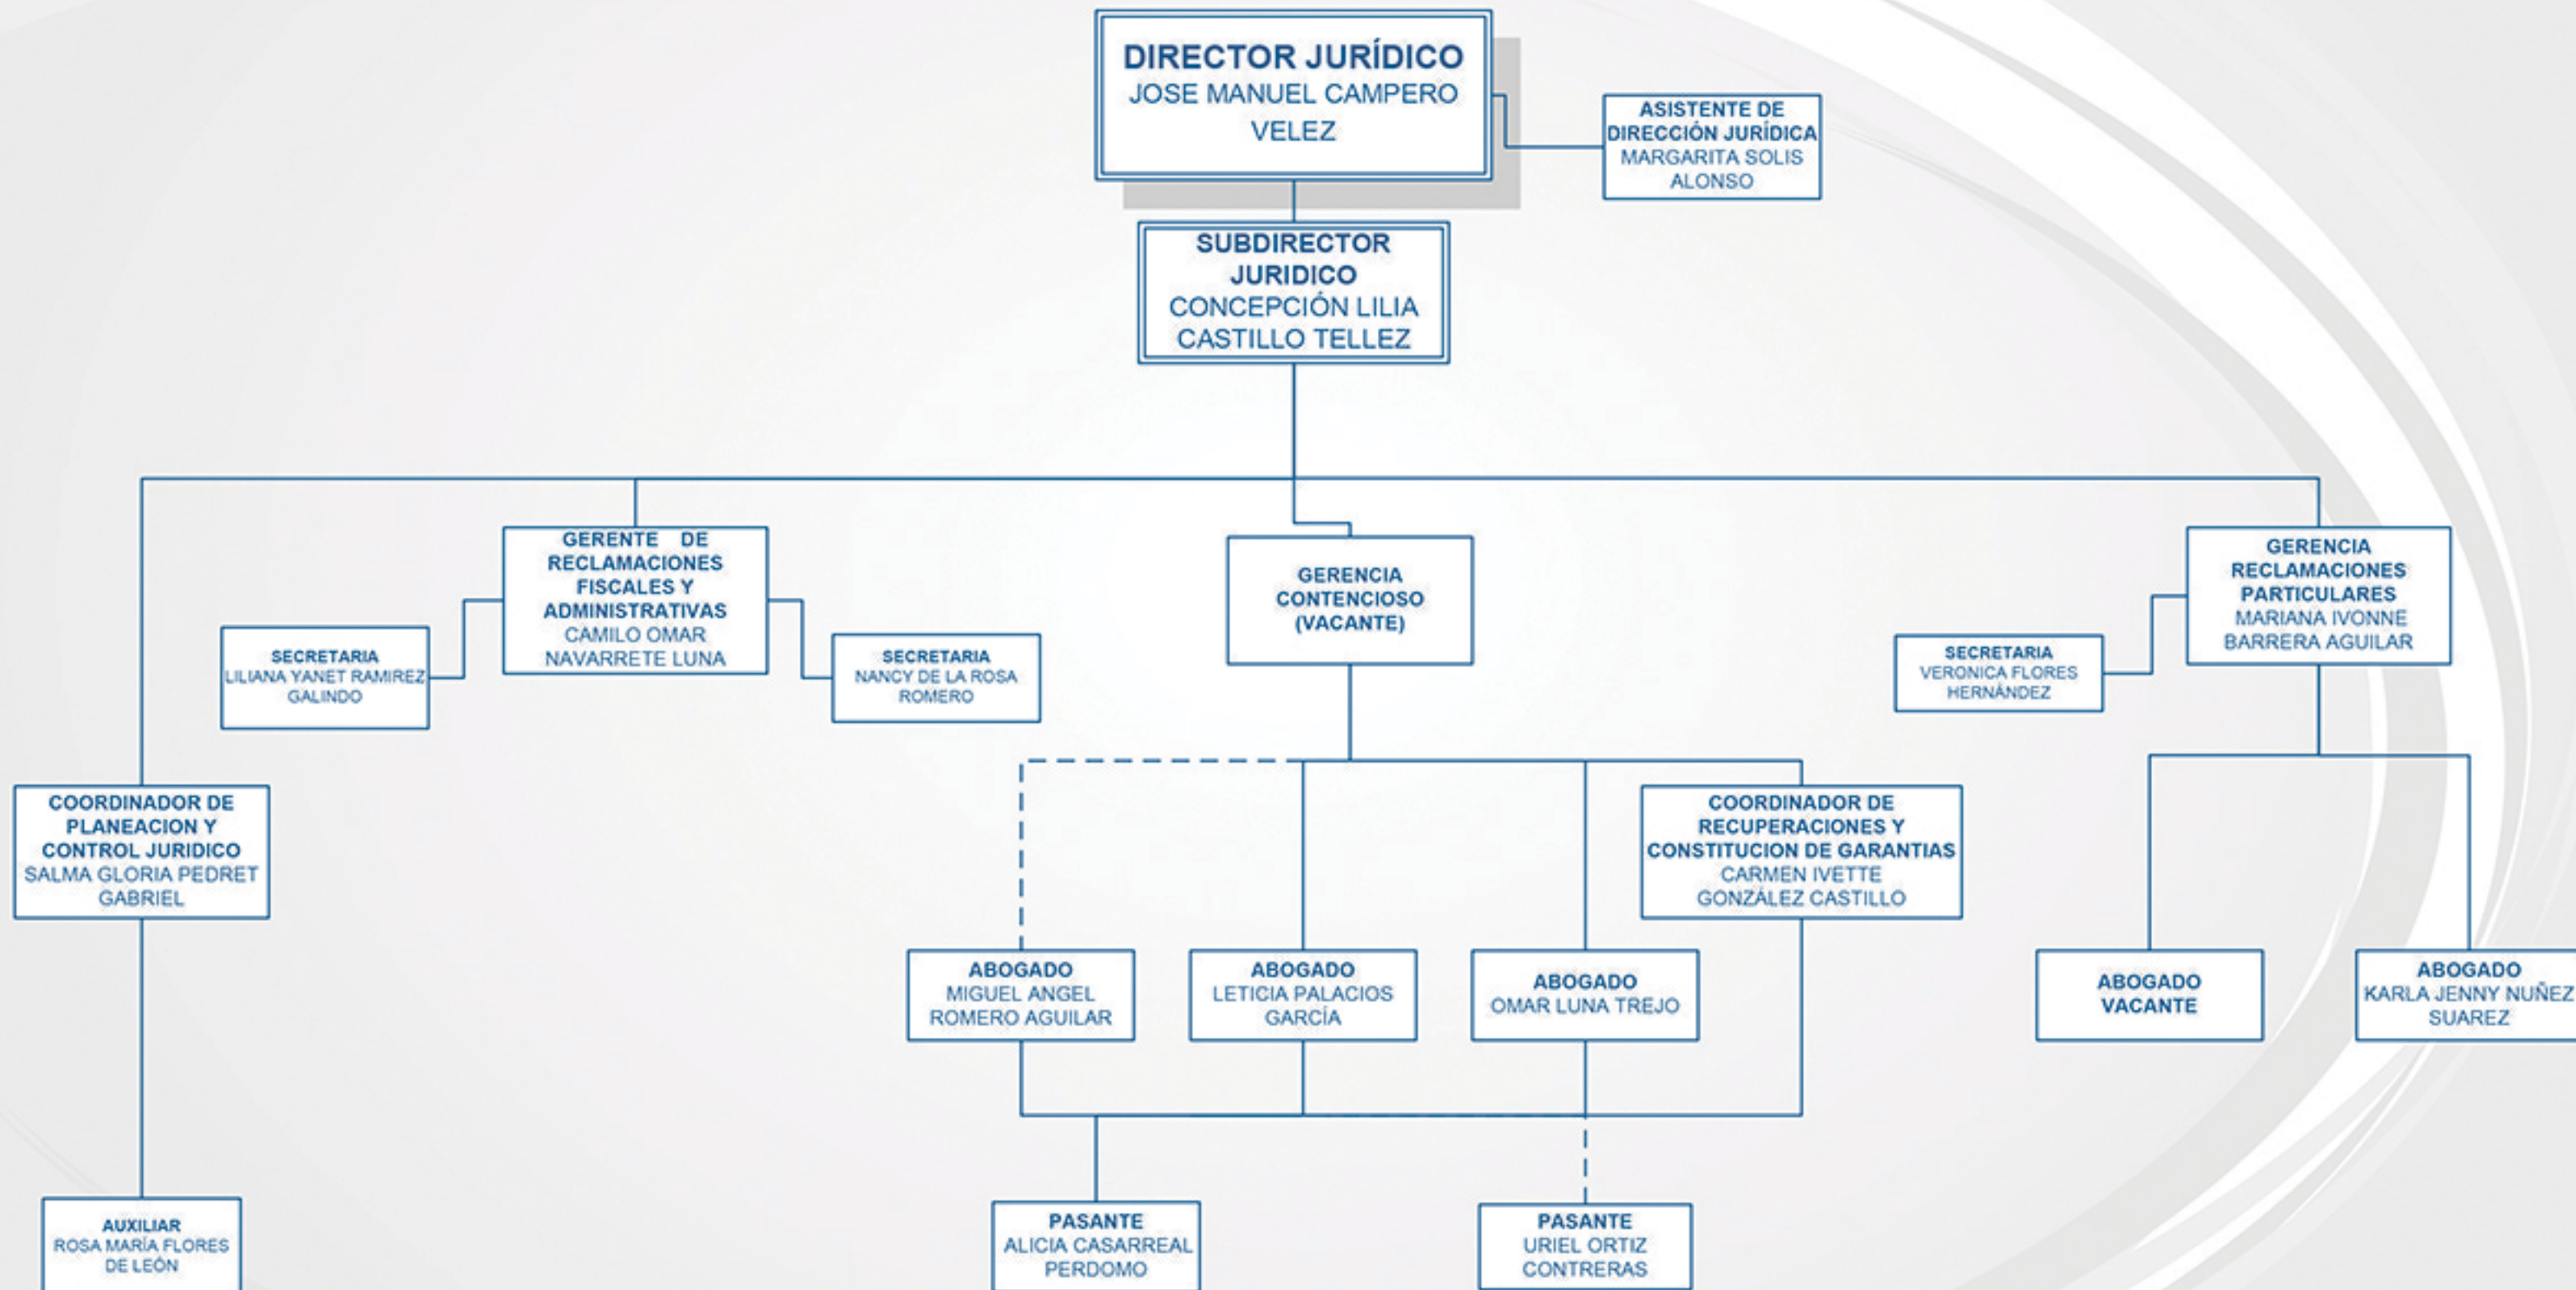 DIRECTOR JURÍDICO
JOSE MANUEL CAMPERO
VELEZ
ASISTENTE DE
DIRECCIÓN JURÍDICA
MARGARITA SOLIS
ALONSO
SUBDIRECTOR
JURIDICO
CONCEPCIÓN LILIA
CASTILLO TELLEZ
GERENTE DE
RECLAMACIONES
FISCALES Y
ADMINISTRATIVAS
CAMILO OMAR
NAVARRETE LUNA
SECRETARIA
LILIANA YANET RAMIREZ
GALINDO
SECRETARIA
NANCY DE LA ROSA
ROMERO
GERENCIA
CONTENCIOSO
(VACANTE)
GERENCIA
RECLAMACIONES
PARTICULARES
MARIANA IVONNE
BARRERA AGUILAR
SECRETARIA
VERONICA FLORES
HERNÁNDEZ
COORDINADOR DE
PLANEACION Y
CONTROL JURIDICO
SALMA GLORIA PEDRET
GABRIEL
COORDINADOR DE
RECUPERACIONES Y
CONSTITUCION DE GARANTIAS
CARMEN IVETTE
GONZÁLEZ CASTILLO
ABOGADO
MIGUEL ANGEL
ROMERO AGUILAR
ABOGADO
LETICIA PALACIOS
GARCÍA
ABOGADO
OMAR LUNA TREJO
ABOGADO
VACANTE
ABOGADO
KARLA JENNY NUÑEZ
SUAREZ
AUXILIAR
ROSA MARÍA FLORES
DE LEÓN
PASANTE
ALICIA CASARREAL
PERDOMO
PASANTE
URIEL ORTIZ
CONTRERAS